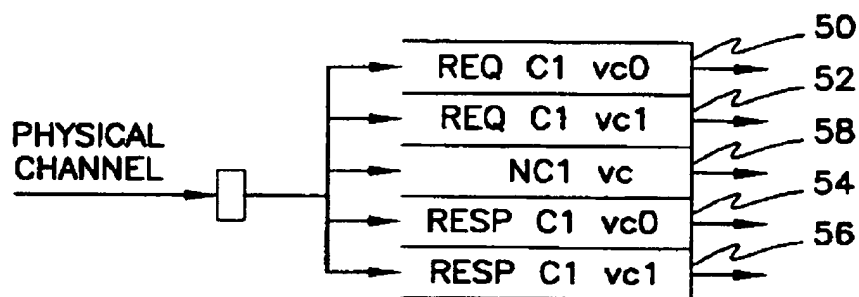 50
REQ C1 vc0
52
REQ C1 vc1
PHYSICAL
CHANNEL
58
NC1 vc
54
RESP C1 vc0
56
RESP C1 vc1